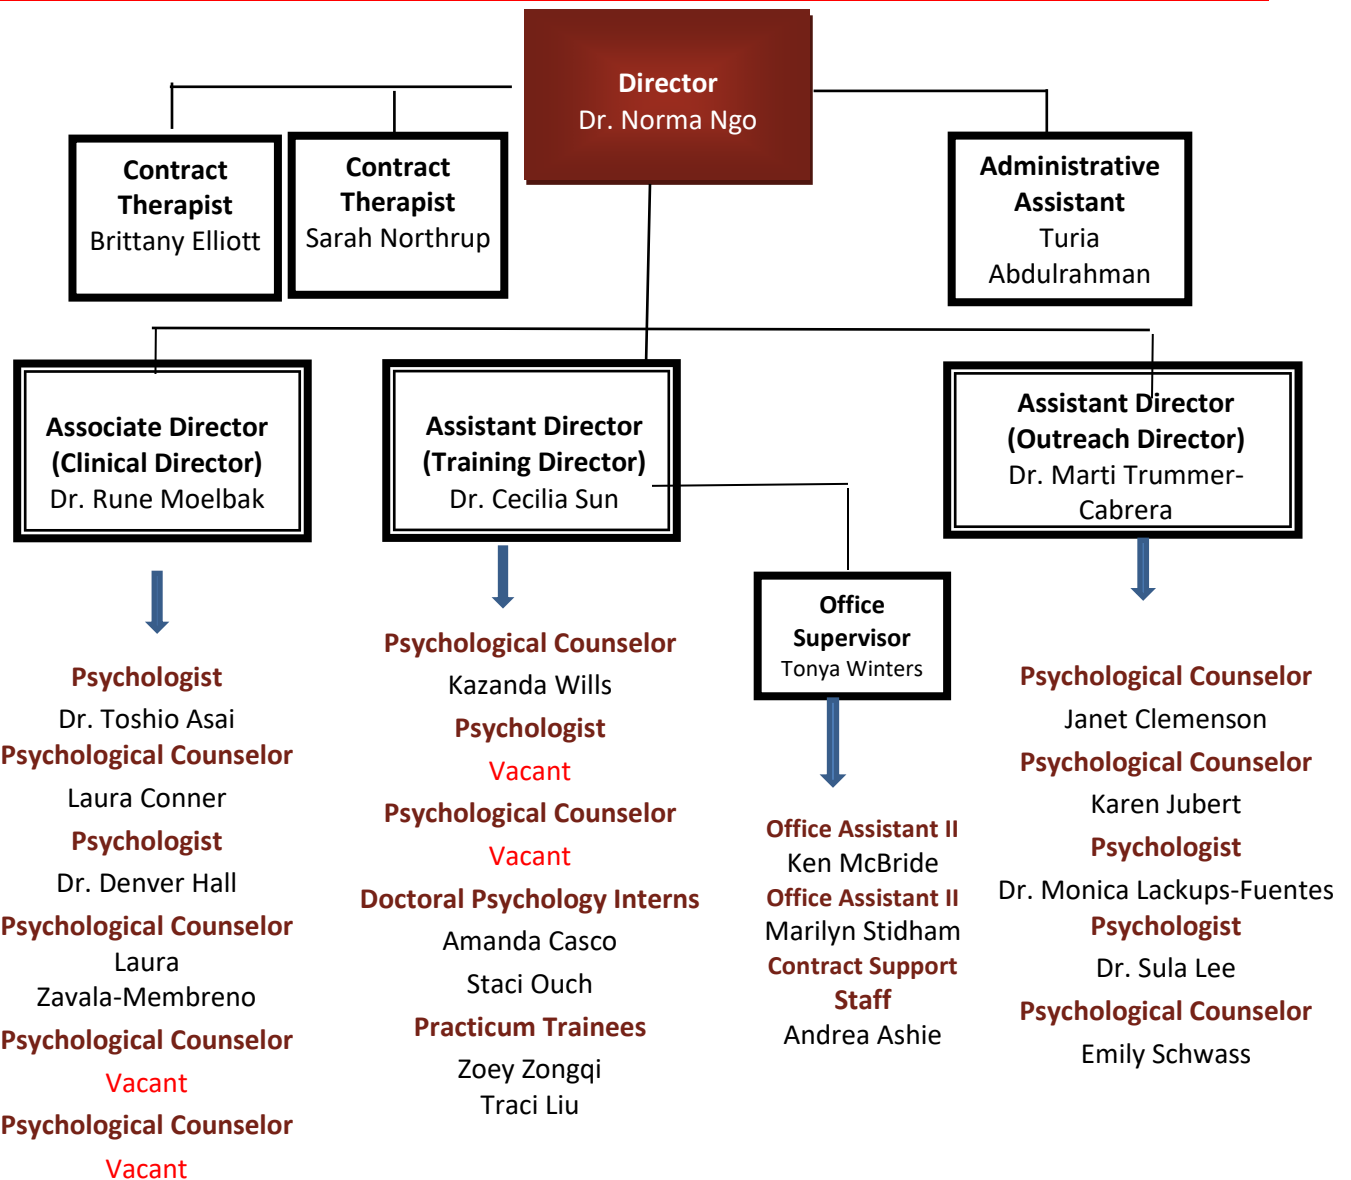 Director
Dr. Norma Ngo
Contract
Therapist
Brittany Elliott
Contract
Therapist
Sarah Northrup
Administrative
Assistant
Turia
Abdulrahman
Associate Director
(Clinical Director)
Dr. Rune Moelbak
Assistant Director
(Training Director)
Dr. Cecilia Sun
Assistant Director
(Outreach Director)
Dr. Marti Trummer-
Cabrera
Office
Supervisor
Tonya Winters
Psychologist
Dr. Toshio Asai
Psychological Counselor
Laura Conner
Psychologist
Dr. Denver Hall
Psychological Counselor
Laura
Zavala-Membreno
Psychological Counselor
Vacant
Psychological Counselor
Vacant
Psychological Counselor
Kazanda Wills
Psychologist
Vacant
Psychological Counselor
Vacant
Doctoral Psychology Interns
Amanda Casco
Staci Ouch
Practicum Trainees
Zoey Zongqi
Traci Liu
Office Assistant II
Ken McBride
Office Assistant II
Marilyn Stidham
Contract Support
Staff
Andrea Ashie
Psychological Counselor
Janet Clemenson
Psychological Counselor
Karen Jubert
Psychologist
Dr. Monica Lackups-Fuentes
Psychologist
Dr. Sula Lee
Psychological Counselor
Emily Schwass